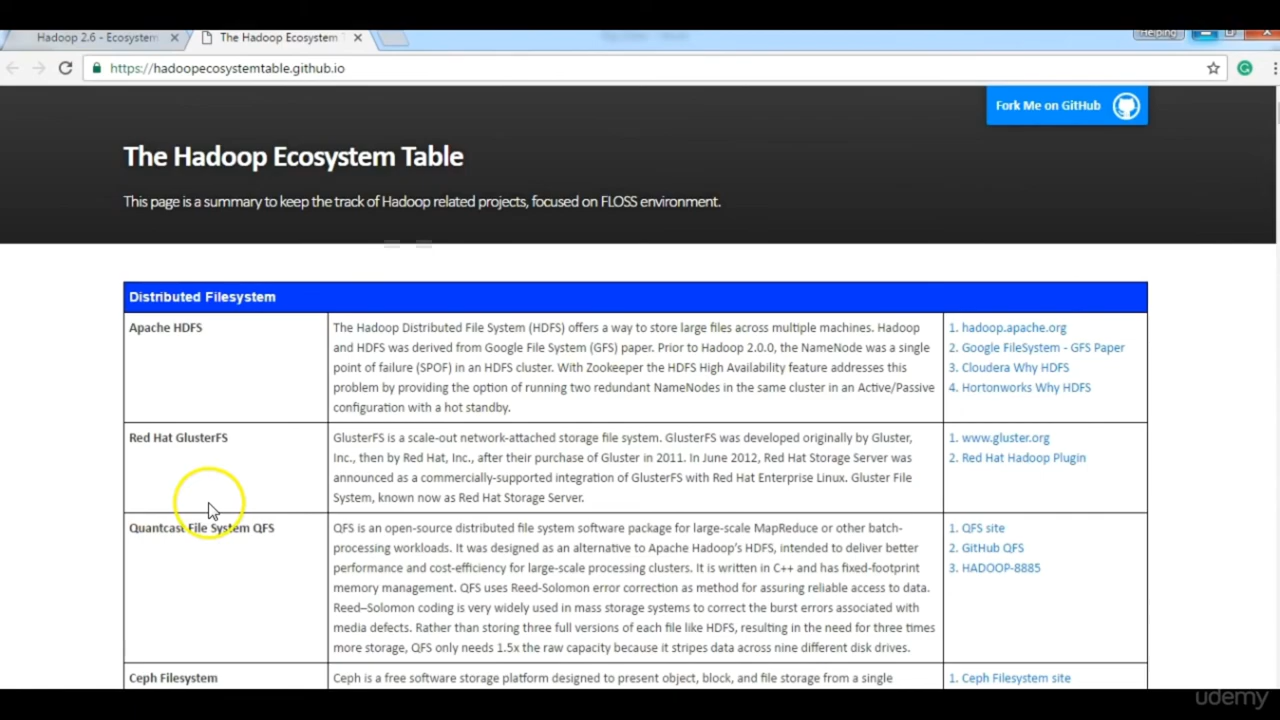 Hadoop 2.6 - Ecosystem
The Hadoop Ecosystem T
Helping
https://hadoopecosystemtable.github.io
Fork Me on GitHub
The Hadoop Ecosystem Table
This page is a summary to keep the track of Hadoop related projects, focused on FLOSS environment.
Distributed Filesystem
Apache HDFS
The Hadoop Distributed File System (HDFS) offers a way to store large files across multiple machines. Hadoop
and HDFS was derived from Google File System (GFS) paper. Prior to Hadoop 2.0.0, the NameNode was a single
point of failure (SPOF) in an HDFS cluster. With Zookeeper the HDFS High Availability feature addresses this
problem by providing the option of running two redundant NameNodes in the same cluster in an Active/Passive
configuration with a hot standby.
1. hadoop.apache.org
2. Google FileSystem - GFS Paper
3. Cloudera Why HDFS
4. Hortonworks Why HDFS
Red Hat GlusterFS
GlusterFS is a scale-out network-attached storage file system. GlusterFS was developed originally by Gluster,
Inc., then by Red Hat, Inc., after their purchase of Gluster in 2011. In June 2012, Red Hat Storage Server was
announced as a commercially-supported integration of GlusterFS with Red Hat Enterprise Linux. Gluster File
System, known now as Red Hat Storage Server.
1. www.gluster.org
2. Red Hat Hadoop Plugin
Quantcast File System QFS
QFS is an open-source distributed file system software package for large-scale MapReduce or other batch-
processing workloads. It was designed as an alternative to Apache Hadoop's HDFS, intended to deliver better
performance and cost-efficiency for large-scale processing clusters. It is written in C++ and has fixed-footprint
memory management. QFS uses Reed-Solomon error correction as method for assuring reliable access to data.
Reed–Solomon coding is very widely used in mass storage systems to correct the burst errors associated with
media defects. Rather than storing three full versions of each file like HDFS, resulting in the need for three times
more storage, QFS only needs 1.5x the raw capacity because it stripes data across nine different disk drives.
1. QFS site
2. GitHub QFS
3. HADOOP-8885
Ceph Filesystem
Ceph is a free software storage platform designed to present object, block, and file storage from a single
1. Ceph Filesystem site
udemy